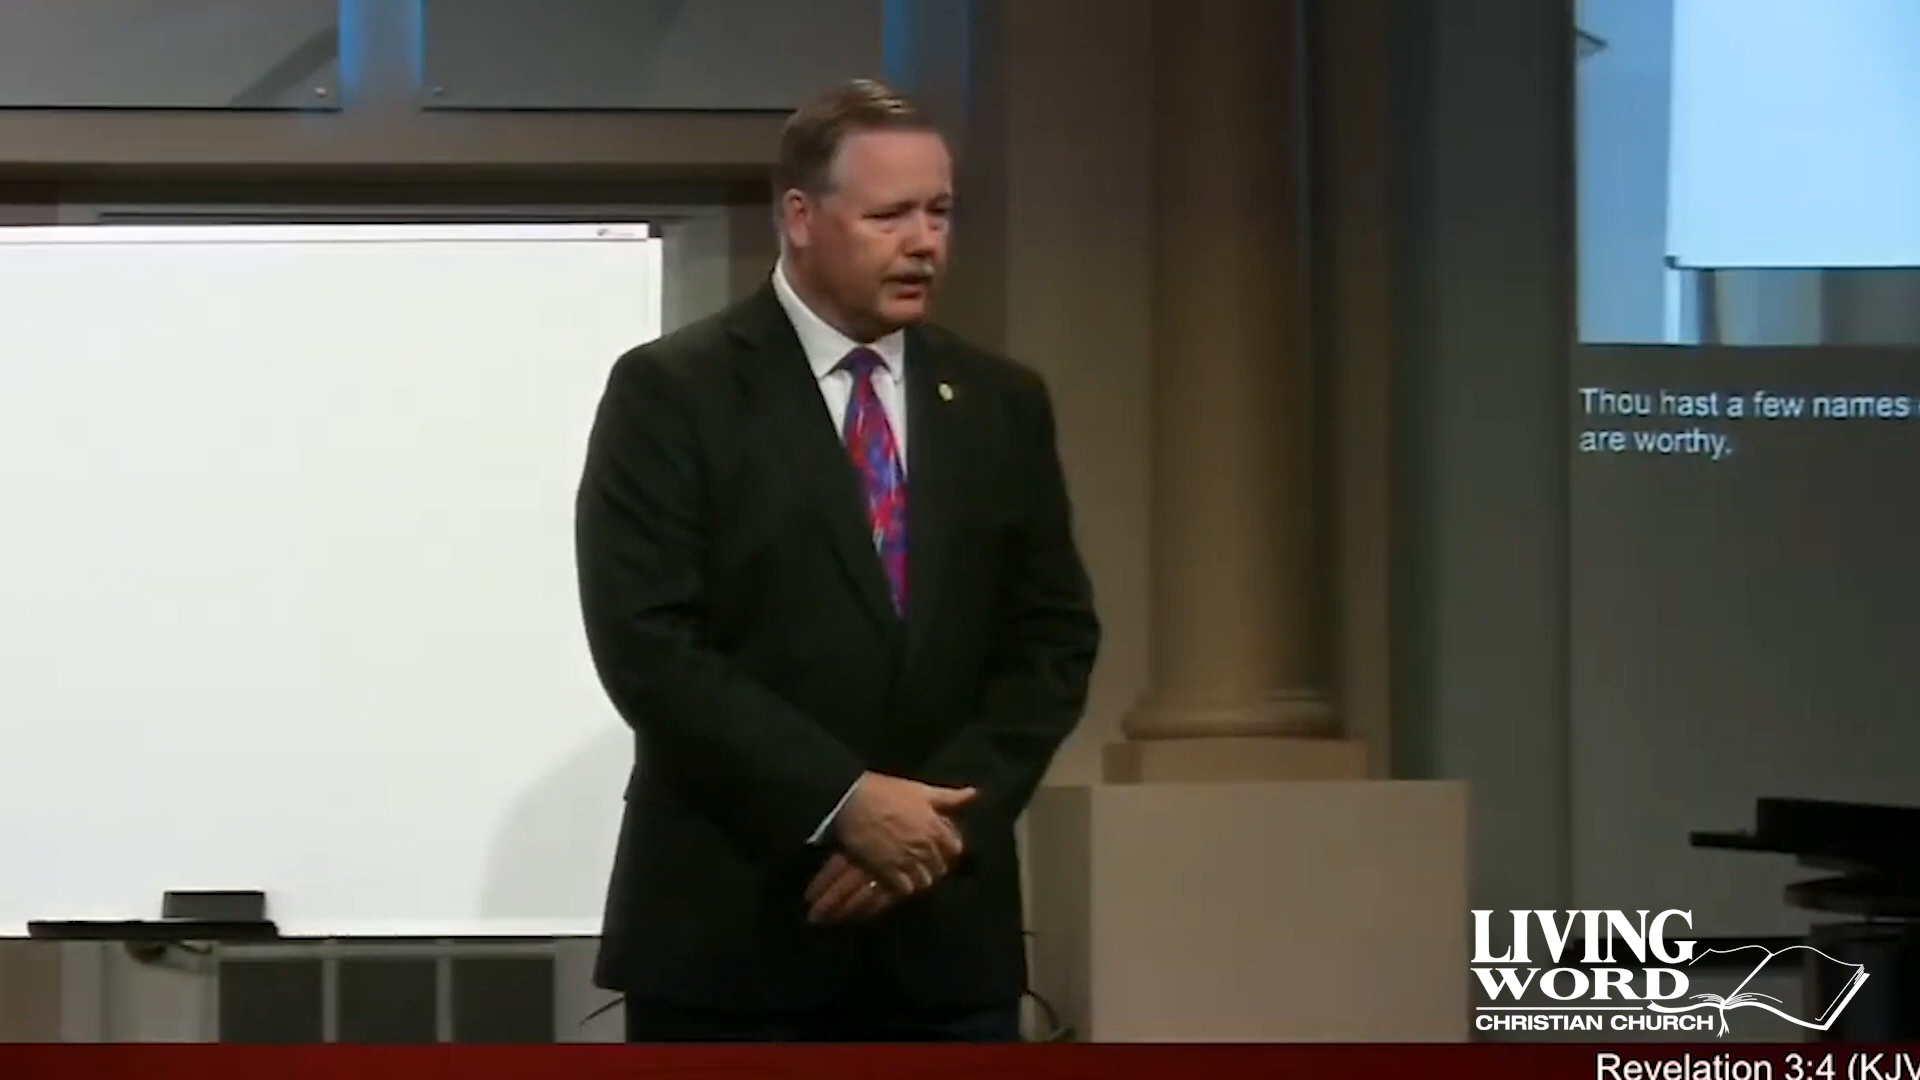 Thou hast a few names
are worthy.
LIVING
WORD
CHRISTIAN CHURCH
Revelation 3:4 (KJV